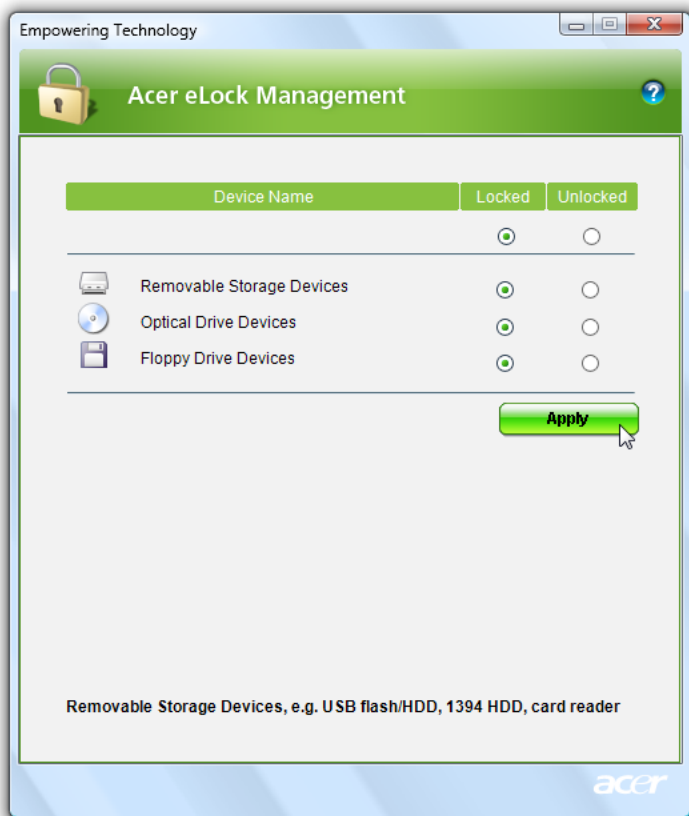 Empowering Technology
Acer eLock Management
?
Device Name Locked Unlocked
Removable Storage Devices
Optical Drive Devices
Floppy Drive Devices
Apply
Removable Storage Devices, e.g. USB flash/HDD, 1394 HDD, card reader
acer